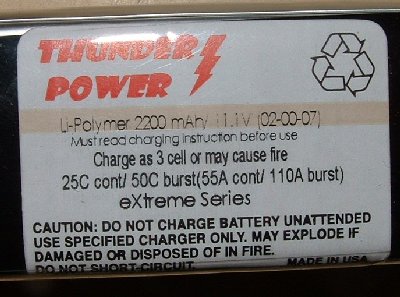 THUNDER
POWER
Li-Polymer 2200 mAh/ 11.1V (02-00-07)
Must read charging instruction before use
Charge as 3 cell or may cause fire
25C cont/ 50C burst(55A cont/ 110A burst)
eXtreme Series
CAUTION: DO NOT CHARGE BATTERY UNATTENDED
USE SPECIFIED CHARGER ONLY. MAY EXPLODE IF
DAMAGED OR DISPOSED OF IN FIRE.
DO NOT SHORT-CIRCUIT. MADE IN USA